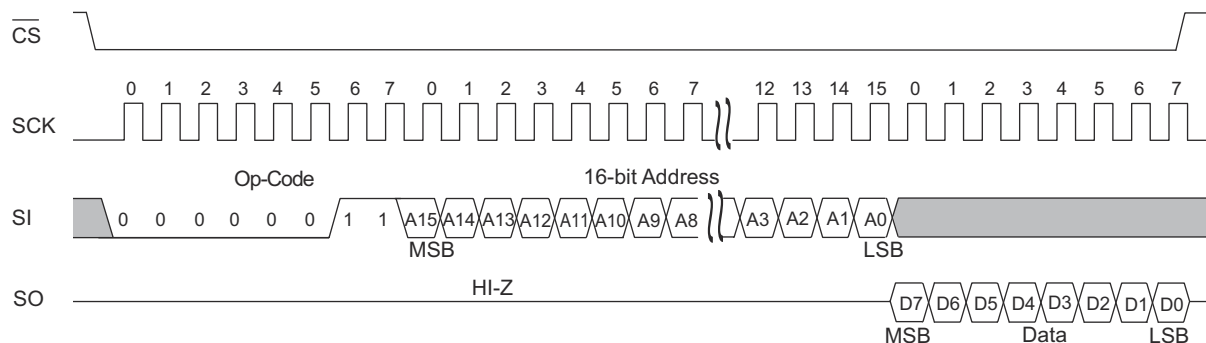 CS
0 1 2 3 4 5 6 7 0 1 2 3 4 5 6 7 12 13 14 15 0 1 2 3 4 5 6 7
SCK
Op-Code 16-bit Address
SI 0 0 0 0 0 0 1 1 A15 A14 A13 A12 A11 A10 A9 A8 A3 A2 A1 A0
MSB LSB
HI-Z
SO D7 D6 D5 D4 D3 D2 D1 D0
MSB Data LSB